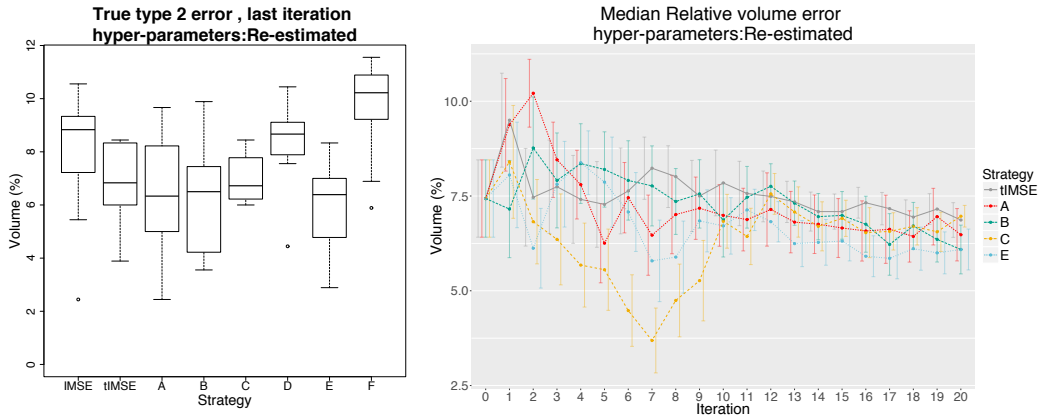 True type 2 error , last iteration
hyper-parameters:Re-estimated
Volume (%)
12
10
8
6
4
2
0
IMSE tIMSE A B C D E F
Strategy
Median Relative volume error
hyper-parameters:Re-estimated
Volume (%)
10.0
7.5
5.0
2.5
0 1 2 3 4 5 6 7 8 9 10 11 12 13 14 15 16 17 18 19 20
Iteration
Strategy
tIMSE
A
B
C
E